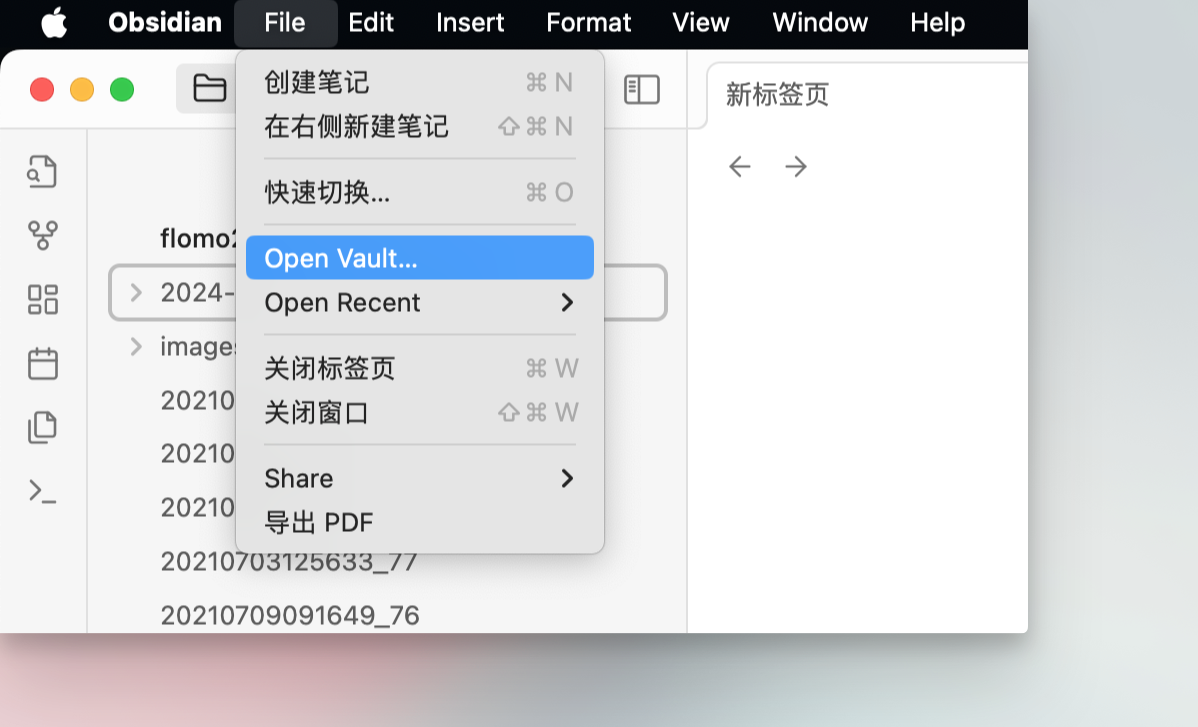 Obsidian File Edit Insert Format View Window Help
创建笔记 ⌘ N
在右侧新建笔记 ⇧ ⌘ N
快速切换... ⌘ O
Open Vault...
Open Recent
关闭标签页 ⌘ W
关闭窗口 ⇧ ⌘ W
Share
导出 PDF
新标签页
flomo2
2024-
images
20210
20210
20210
20210703125633_77
20210709091649_76